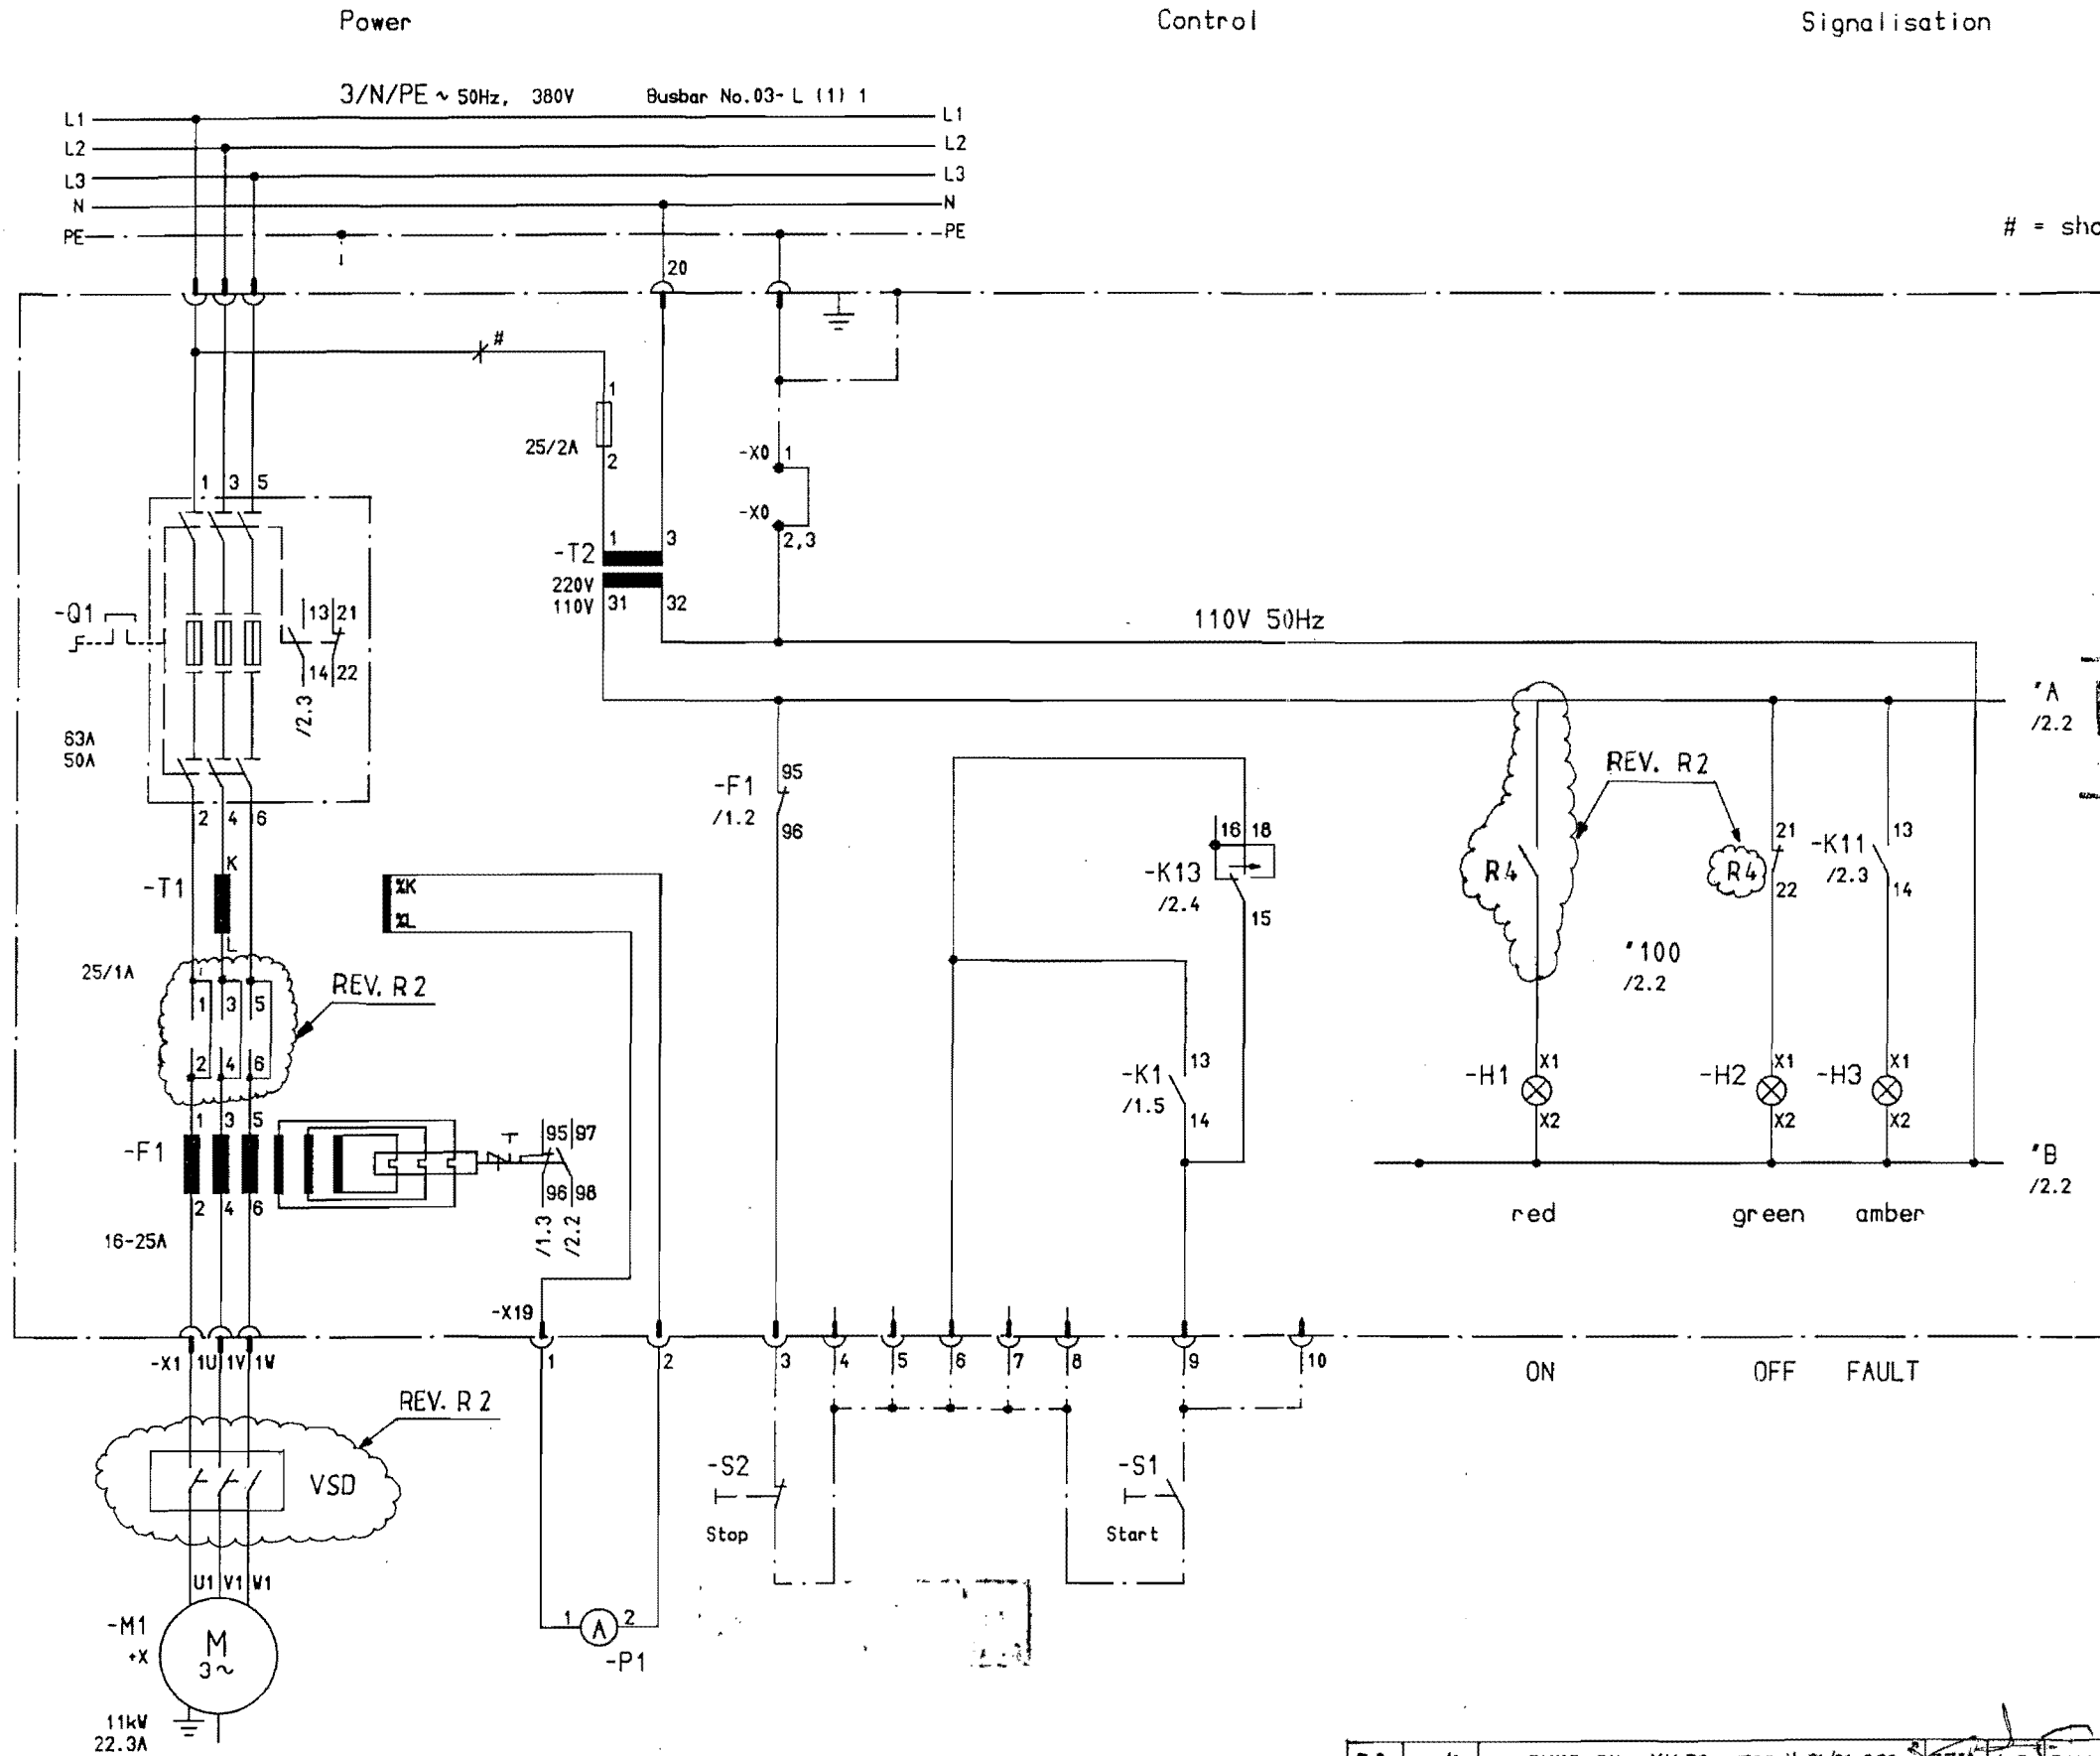 Power
Control
Signalisation
3/N/PE ~ 50Hz, 380V
Busbar No.03- L (1) 1
L1
L1
L2
L2
L3
L3
N
N
PE
PE
# = sho
20
#
1
25/2A
2
-X0 1
-X0
2,3
1 3 5
-T2
1
3
220V
110V
31
32
110V 50Hz
-Q1
13 21
14 22
/2.3
63A
50A
2 4 6
'A
/2.2
REV. R2
-F1
/1.2
95
96
16 18
-K13
/2.4
15
R4
R4
21
22
-K11
/2.3
13
14
K
-T1
L
%K
%L
25/1A
REV. R2
1 3 5
2 4 6
'100
/2.2
-K1
/1.5
13
14
-H1
X1
X2
-H2
X1
X2
-H3
X1
X2
-F1
1 3 5
2 4 6
95 97
96 98
/1.3
/2.2
16-25A
'B
/2.2
red
green
amber
-X19
-X1 1U 1V 1W
1
2
3
4
5
6
7
8
9
10
ON
OFF
FAULT
REV. R2
VSD
-S2
Stop
-S1
Start
U1 V1 W1
-M1
+X
M
3~
11kW
22.3A
1
A
2
-P1